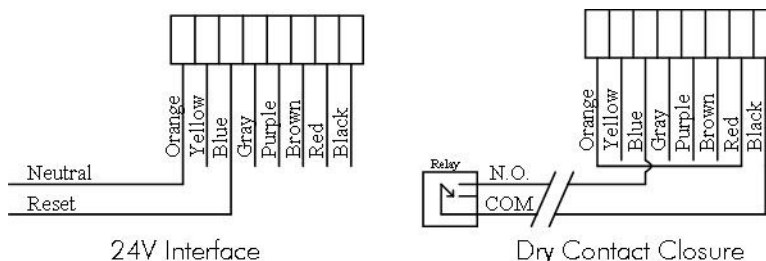 Orange
Yellow
Blue
Gray
Purple
Brown
Red
Black
Neutral
Reset
24V Interface
Orange
Yellow
Blue
Gray
Purple
Brown
Red
Black
Relay
N.O.
COM
Dry Contact Closure